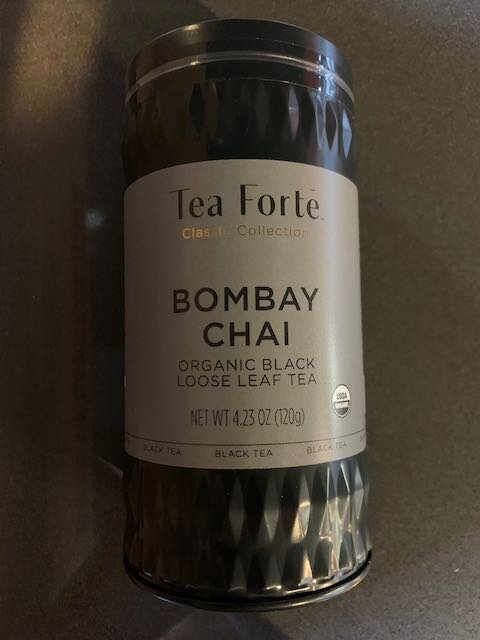 Tea Forté
Classic Collection
BOMBAY
CHAI
ORGANIC BLACK
LOOSE LEAF TEA
USDA
NET WT 4.23 OZ (120g)
BLACK TEA BLACK TEA BLACK TEA